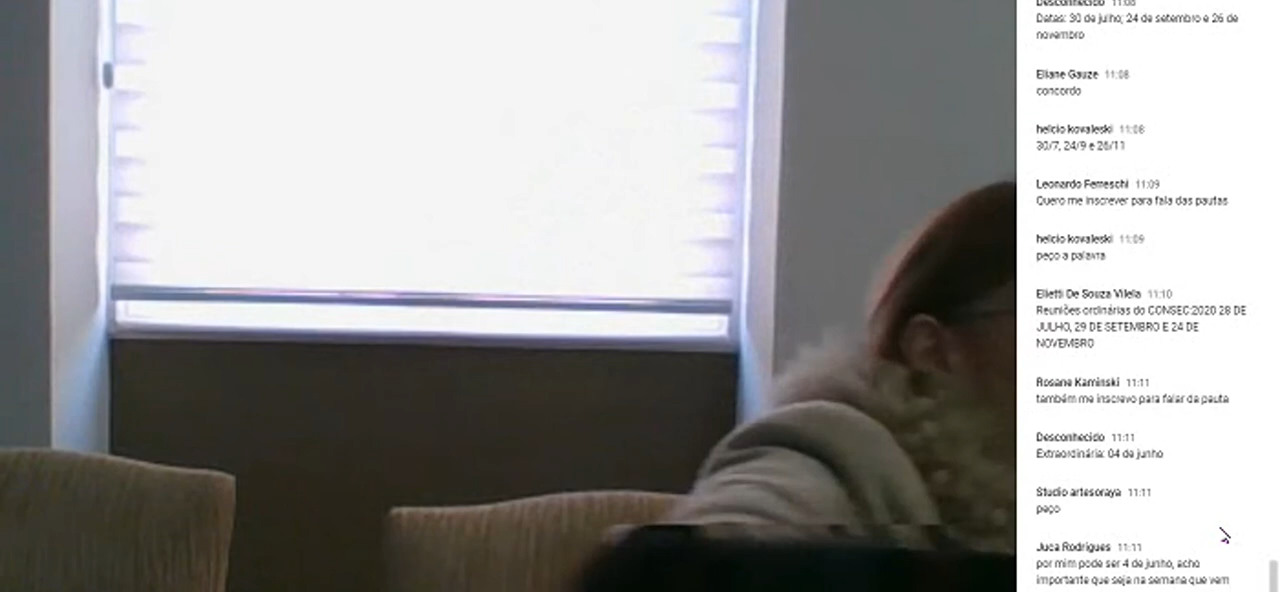 Desconhecido 11:08
Datas: 30 de julho; 24 de setembro e 26 de
novembro
Eliane Gauze 11:08
concordo
helcio kovaleski 11:08
30/7, 24/9 e 26/11
Leonardo Ferreschi 11:09
Quero me inscrever para fala das pautas
helcio kovaleski 11:09
peço a palavra
Elietti De Souza Vilela 11:10
Reuniões ordinárias do CONSEC:2020 28 DE
JULHO, 29 DE SETEMBRO E 24 DE
NOVEMBRO
Rosane Kaminski 11:11
também me inscrevo para falar da pauta
Desconhecido 11:11
Extraordinária: 04 de junho
Studio artesoraya 11:11
paço
Juca Rodrigues 11:11
por mim pode ser 4 de junho, acho
importante que seja na semana que vem